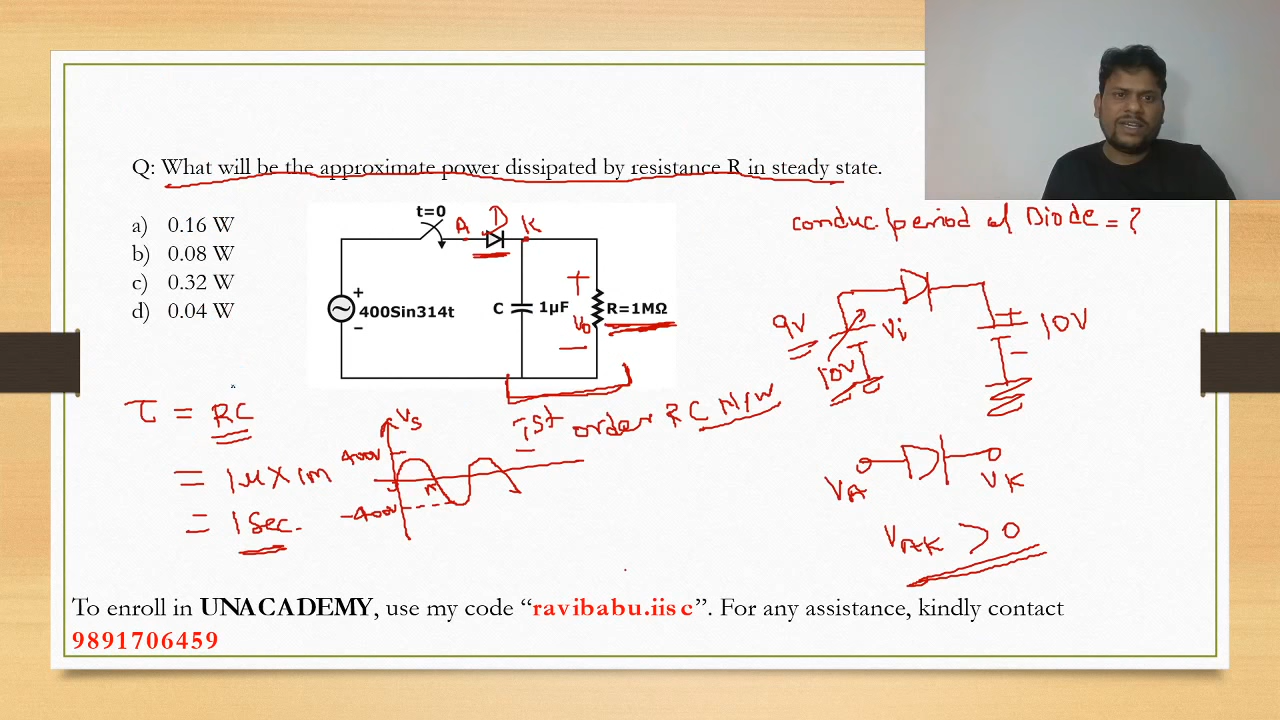 Q: What will be the approximate power dissipated by resistance R in steady state.
a) 0.16 W
b) 0.08 W
c) 0.32 W
d) 0.04 W
t=0
A D K
+
400Sin314t
−
C 1µF
+
Vo
−
R=1MΩ
conduc. period of Diode = ?
9V
10V
Vi
+
−
10V
1st order RC N/W
τ = RC
= 1µ X 1M
= 1 Sec.
Vs
400V
π
-400V
VA VK
VAK > 0
To enroll in UNACADEMY, use my code “ravibabu.iisc”. For any assistance, kindly contact
9891706459